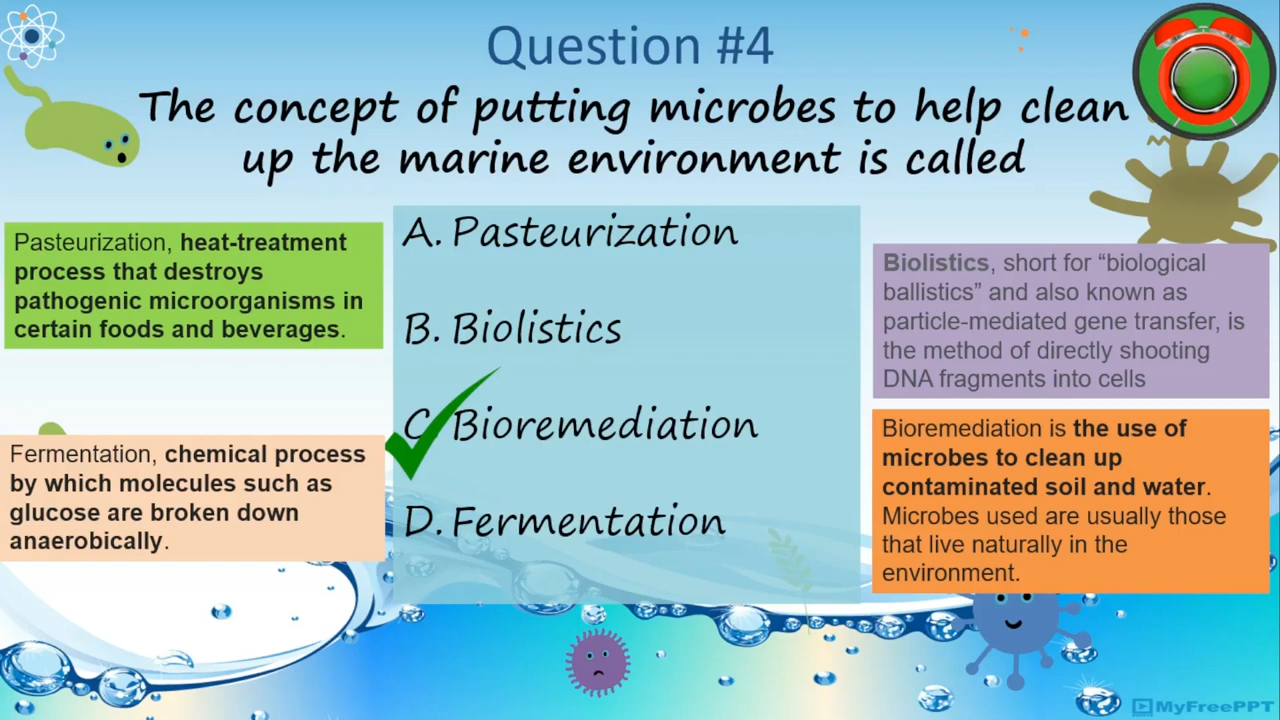 Question #4
The concept of putting microbes to help clean
up the marine environment is called
Pasteurization, heat-treatment
process that destroys
pathogenic microorganisms in
certain foods and beverages.
Fermentation, chemical process
by which molecules such as
glucose are broken down
anaerobically.
A. Pasteurization
B. Biolistics
C. Bioremediation
D. Fermentation
Biolistics, short for “biological
ballistics” and also known as
particle-mediated gene transfer, is
the method of directly shooting
DNA fragments into cells
Bioremediation is the use of
microbes to clean up
contaminated soil and water.
Microbes used are usually those
that live naturally in the
environment.
MyFreePPT